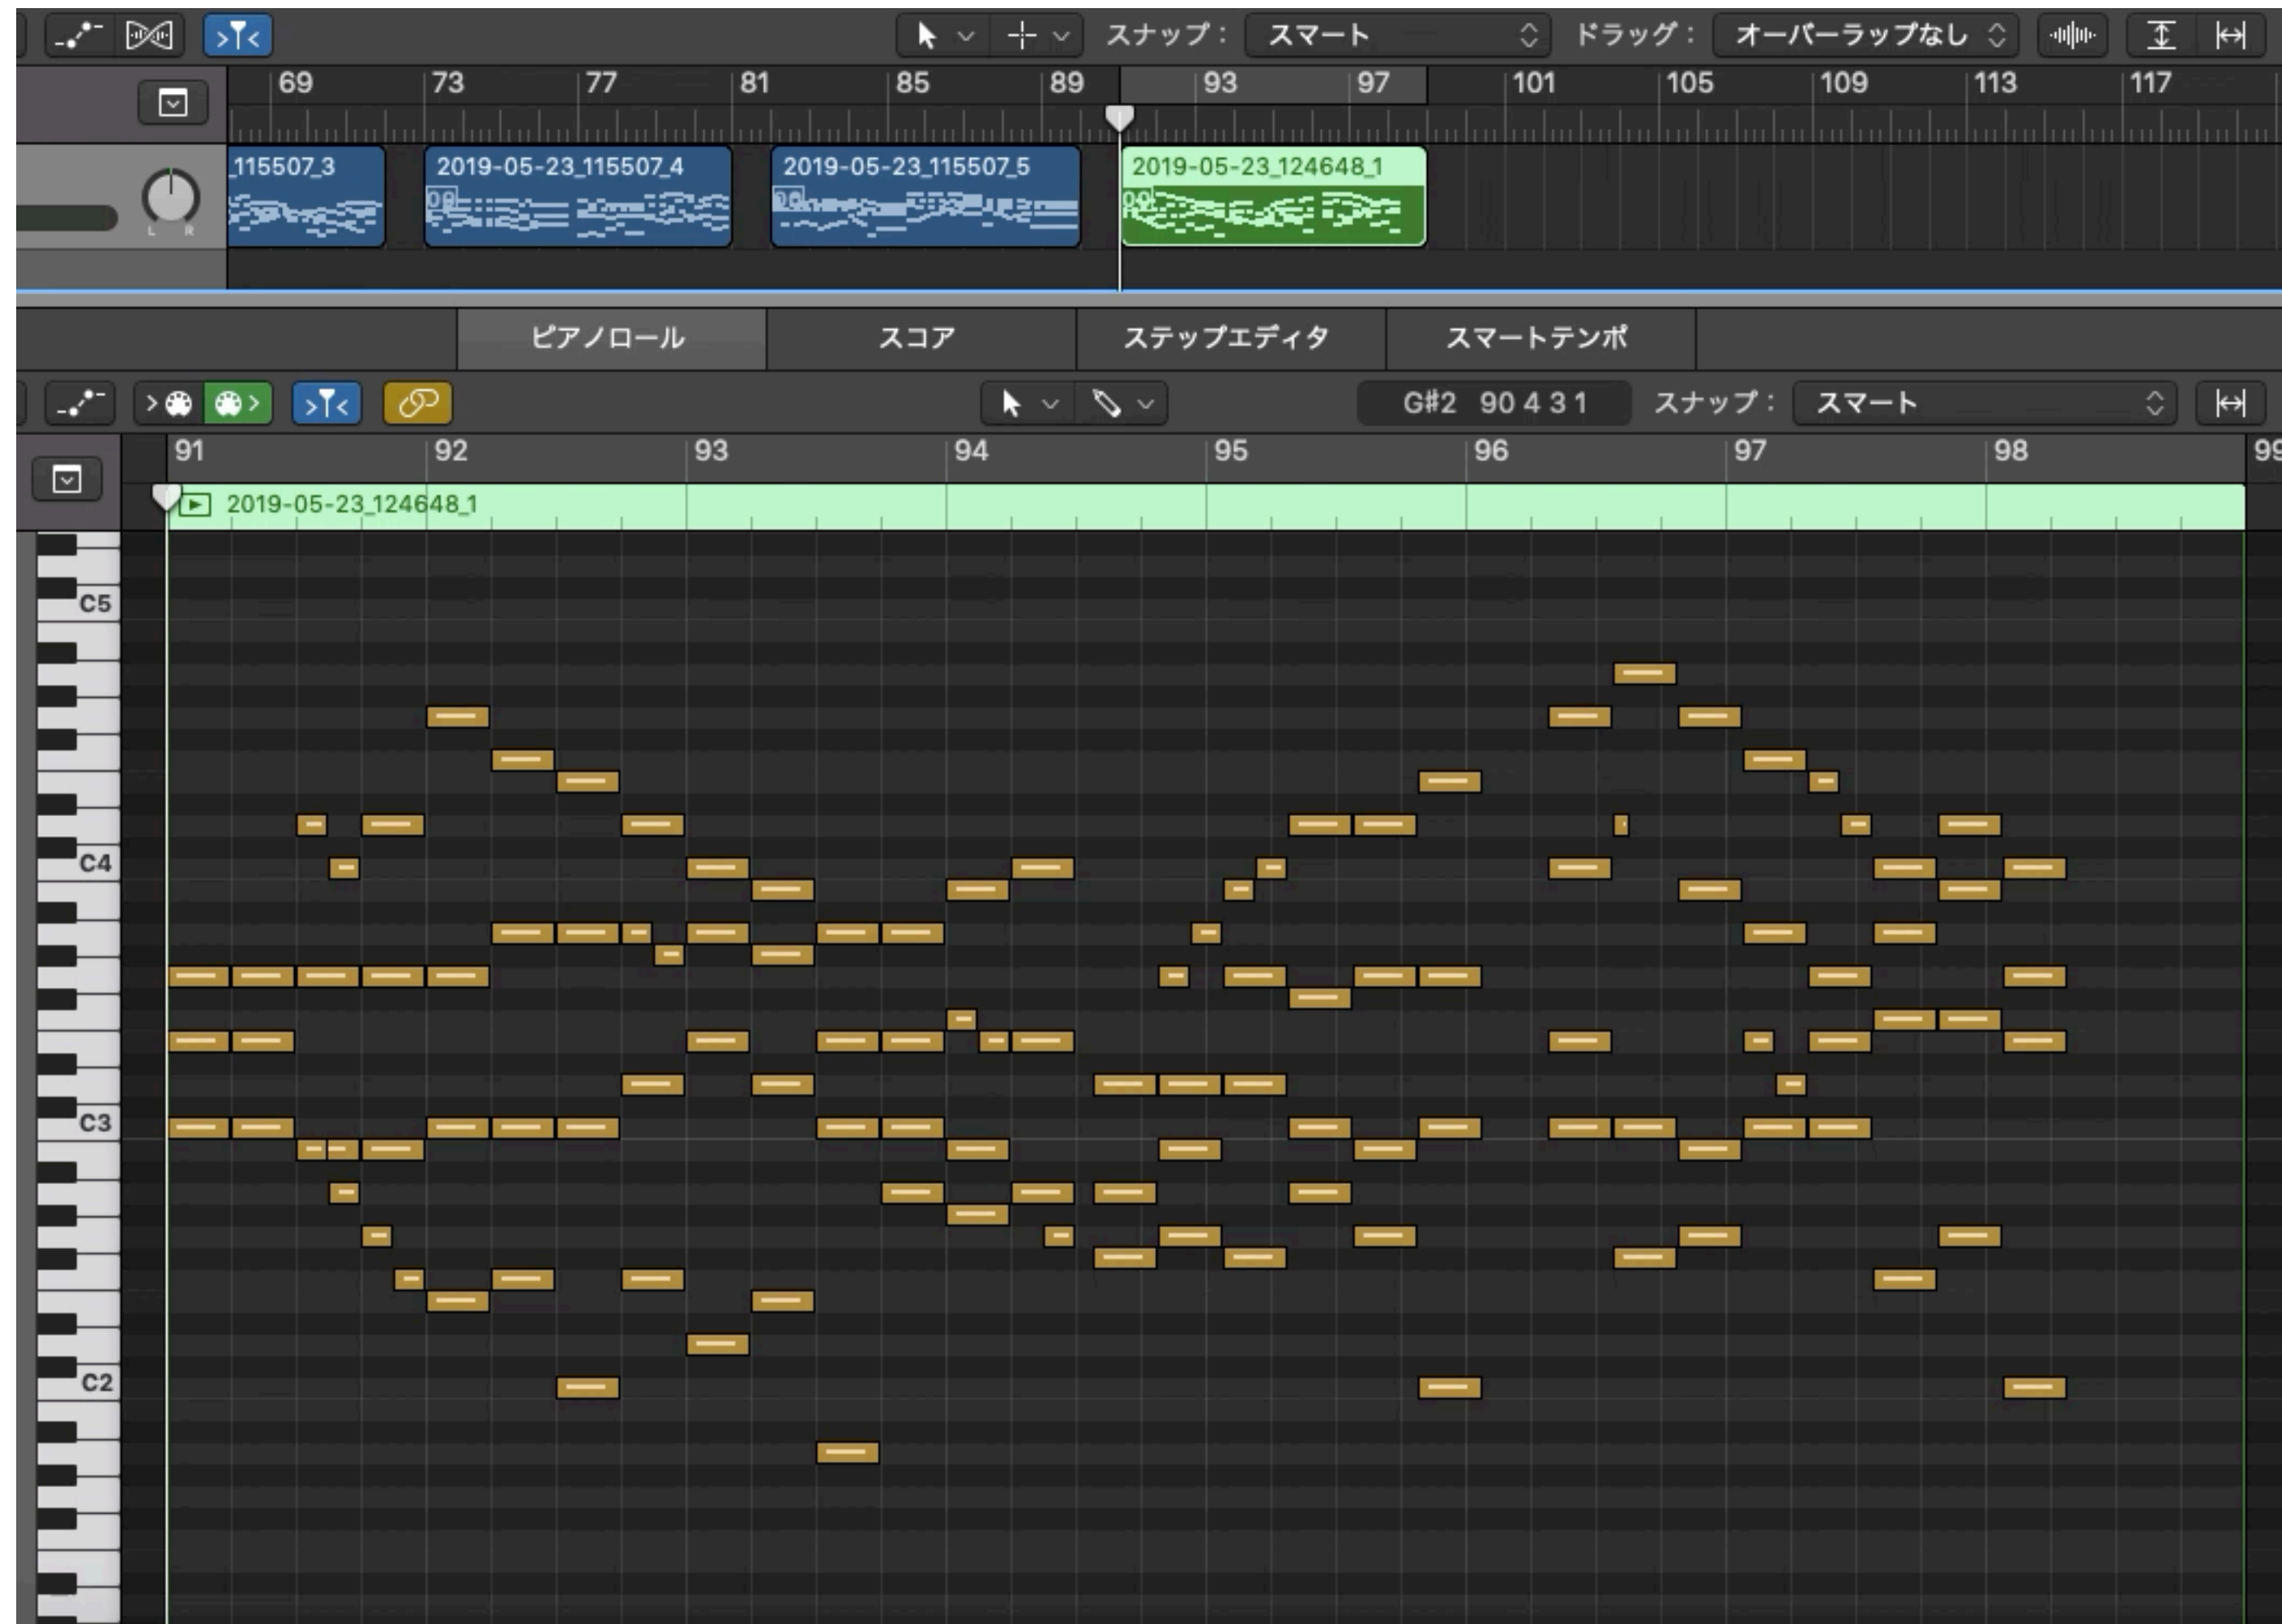 スナップ： スマート ドラッグ： オーバーラップなし
69 73 77 81 85 89 93 97 101 105 109 113 117
_115507_3 2019-05-23_115507_4 2019-05-23_115507_5 2019-05-23_124648_1
L R
ピアノロール スコア ステップエディタ スマートテンポ
G#2 90 4 3 1 スナップ： スマート
91 92 93 94 95 96 97 98 99
2019-05-23_124648_1
C5
C4
C3
C2